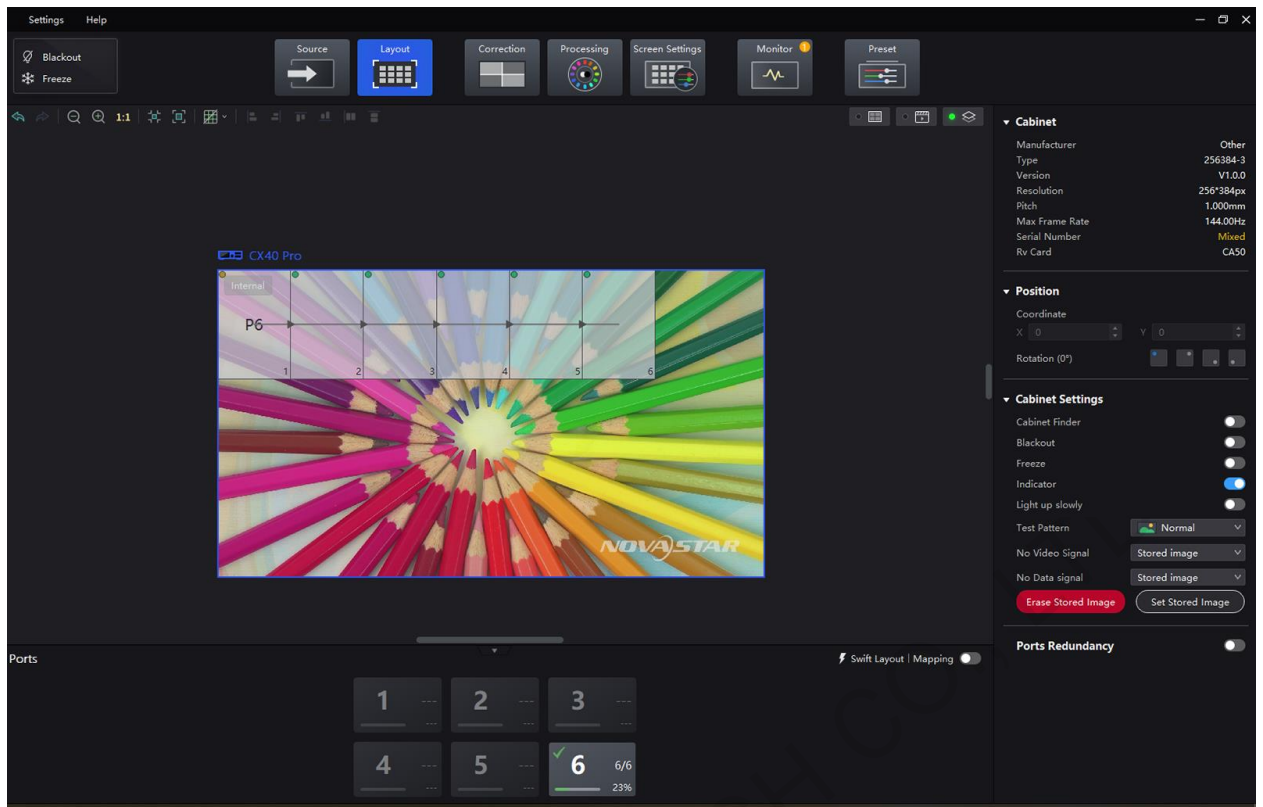 Settings Help
Blackout
Freeze
Source
Layout
Correction
Processing
Screen Settings
Monitor 1
Preset
1:1
CX40 Pro
Internal
P6
1 2 3 4 5 6
NOVASTAR
Cabinet
Manufacturer Other
Type 256384-3
Version V1.0.0
Resolution 256*384px
Pitch 1.000mm
Max Frame Rate 144.00Hz
Serial Number Mixed
Rv Card CA50
Position
Coordinate
X 0 Y 0
Rotation (0°)
Cabinet Settings
Cabinet Finder
Blackout
Freeze
Indicator
Light up slowly
Test Pattern Normal
No Video Signal Stored image
No Data signal Stored image
Erase Stored Image Set Stored Image
Ports Redundancy
Ports
Swift Layout | Mapping
1 --- ---
2 --- ---
3 --- ---
4 --- ---
5 --- ---
6 6/6 23%